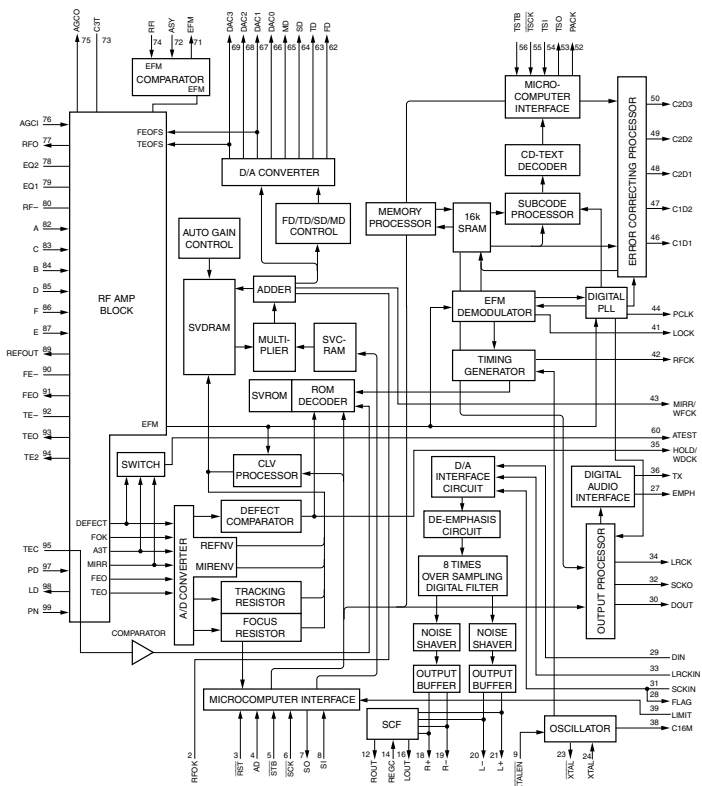 AGCO
C3T
RFI
ASY
EFM
DAC3
DAC2
DAC1
DAC0
MD
SD
TD
FD
TSTB
TSCK
TSI
TSO
PACK
75
73
74
72
71
69
68
67
66
65
64
63
62
56
55
54
53
52
EFM
COMPARATOR
EFM
MICRO-
COMPUTER
INTERFACE
ERROR CORRECTING PROCESSOR
50
C2D3
49
C2D2
48
C2D1
47
C1D2
46
C1D1
AGCI
76
RFO
77
EQ2
78
EQ1
79
RF−
80
A
82
C
83
B
84
D
85
F
86
E
87
REFOUT
89
FE−
90
FEO
91
TE−
92
TEO
93
TE2
94
TEC
95
PD
97
LD
98
PN
99
RF AMP
BLOCK
FEOFS
TEOFS
EFM
DEFECT
FOK
A3T
MIRR
FEO
TEO
D/A CONVERTER
CD-TEXT
DECODER
MEMORY
PROCESSOR
16k
SRAM
SUBCODE
PROCESSOR
AUTO GAIN
CONTROL
FD/TD/SD/MD
CONTROL
SVDRAM
ADDER
EFM
DEMODULATOR
DIGITAL
PLL
44
PCLK
41
LOCK
42
RFCK
MULTI-
PLIER
SVC-
RAM
TIMING
GENERATOR
SVROM
ROM
DECODER
43
MIRR/
WFCK
60
ATEST
35
HOLD/
WDCK
SWITCH
CLV
PROCESSOR
D/A
INTERFACE
CIRCUIT
DIGITAL
AUDIO
INTERFACE
36
TX
27
EMPH
A/D CONVERTER
DEFECT
COMPARATOR
REFNV
MIRENV
DE-EMPHASIS
CIRCUIT
OUTPUT PROCESSOR
34
LRCK
32
SCKO
30
DOUT
TRACKING
RESISTOR
FOCUS
RESISTOR
8 TIMES
OVER SAMPLING
DIGITAL FILTER
COMPARATOR
NOISE
SHAVER
NOISE
SHAVER
29
DIN
33
LRCKIN
31
SCKIN
28
FLAG
39
LIMIT
38
C16M
OUTPUT
BUFFER
OUTPUT
BUFFER
MICROCOMPUTER INTERFACE
SCF
OSCILLATOR
2
3
4
5
6
7
8
12
14
16
18
19
20
21
9
23
24
RFOK
RST
AD
STB
SCK
SO
SI
ROUT
REGC
LOUT
R+
R−
L−
L+
XTALEN
XTAL
XTAL